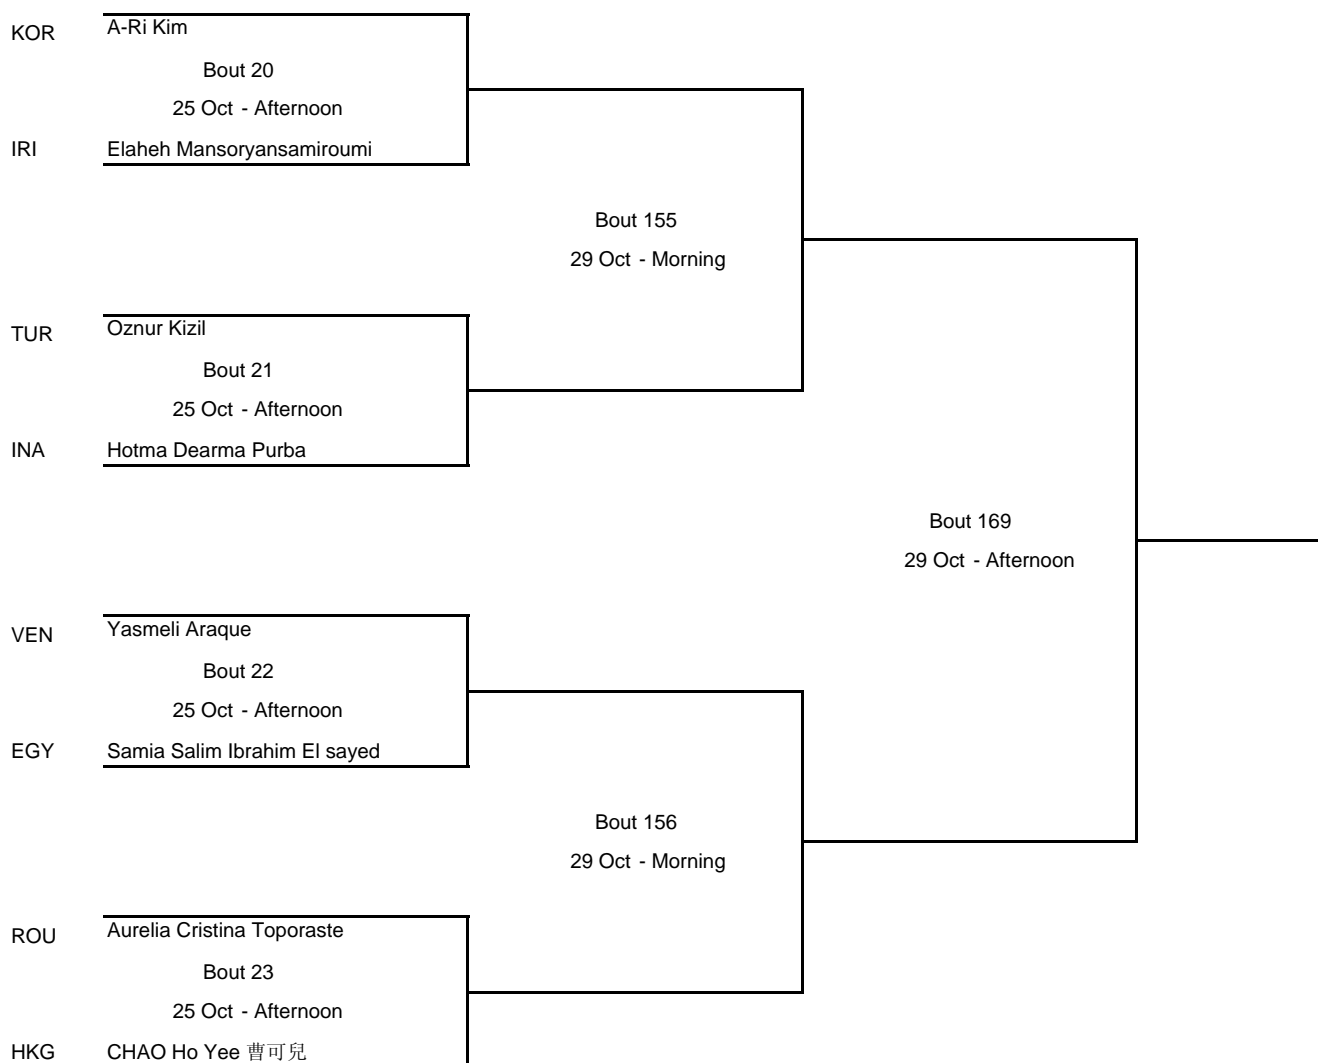 KOR A-Ri Kim
Bout 20
25 Oct - Afternoon
IRI Elaheh Mansoryansamiroumi
Bout 155
29 Oct - Morning
TUR Oznur Kizil
Bout 21
25 Oct - Afternoon
INA Hotma Dearma Purba
Bout 169
29 Oct - Afternoon
VEN Yasmeli Araque
Bout 22
25 Oct - Afternoon
EGY Samia Salim Ibrahim El sayed
Bout 156
29 Oct - Morning
ROU Aurelia Cristina Toporaste
Bout 23
25 Oct - Afternoon
HKG CHAO Ho Yee 曹可兒